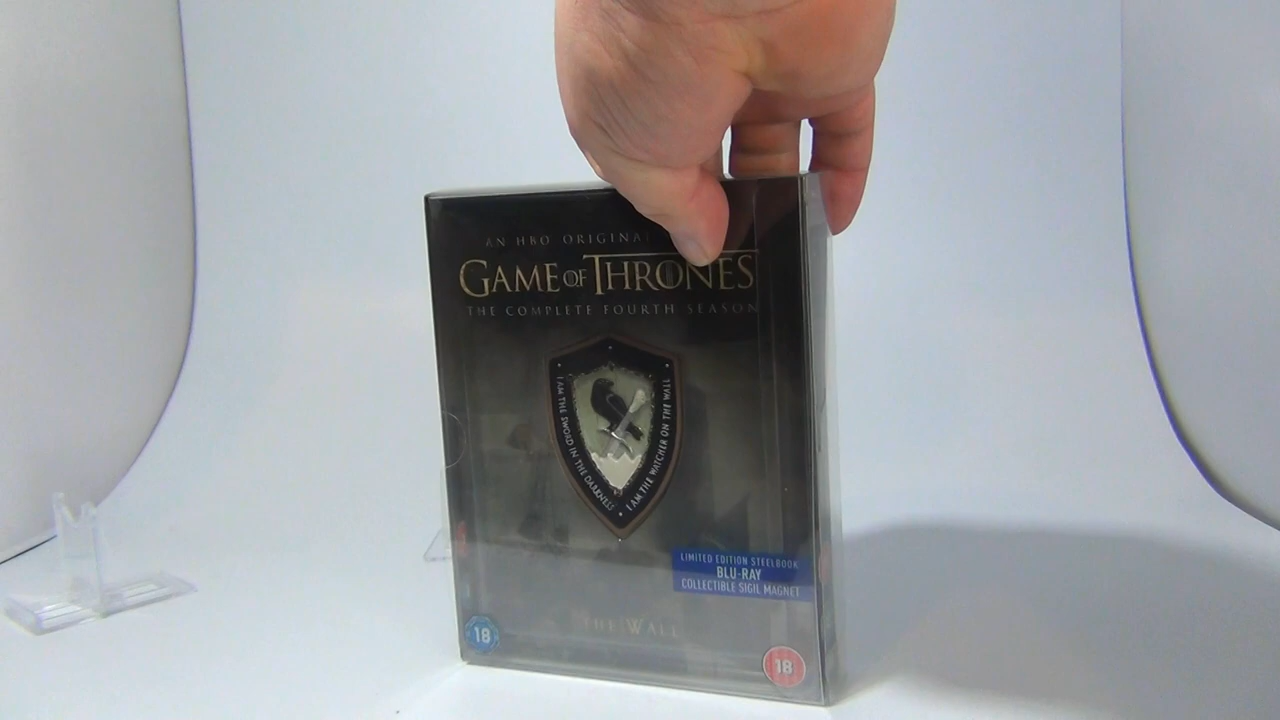 AN HBO ORIGINAL
GAME OF THRONES
THE COMPLETE FOURTH SEASON
I AM THE SWORD IN THE DARKNESS
I AM THE WATCHER ON THE WALL
LIMITED EDITION STEELBOOK
BLU-RAY
COLLECTIBLE SIGIL MAGNET
THE WALL
18
18